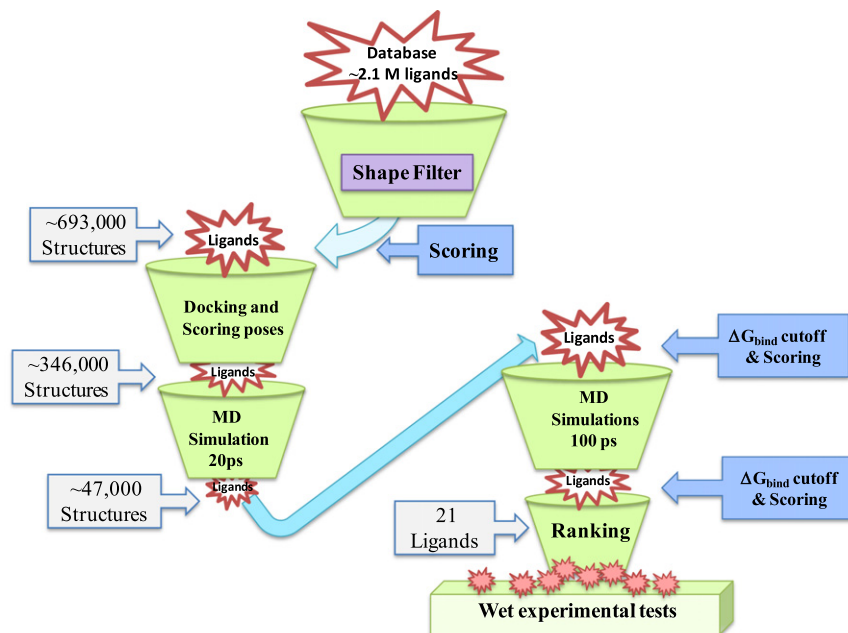 Database
~2.1 M ligands
Shape Filter
Scoring
~693,000
Structures
Ligands
Docking and
Scoring poses
~346,000
Structures
Ligands
MD
Simulation
20ps
~47,000
Structures
Ligands
Ligands
ΔGbind cutoff
& Scoring
MD
Simulations
100 ps
Ligands
ΔGbind cutoff
& Scoring
21
Ligands
Ranking
Wet experimental tests